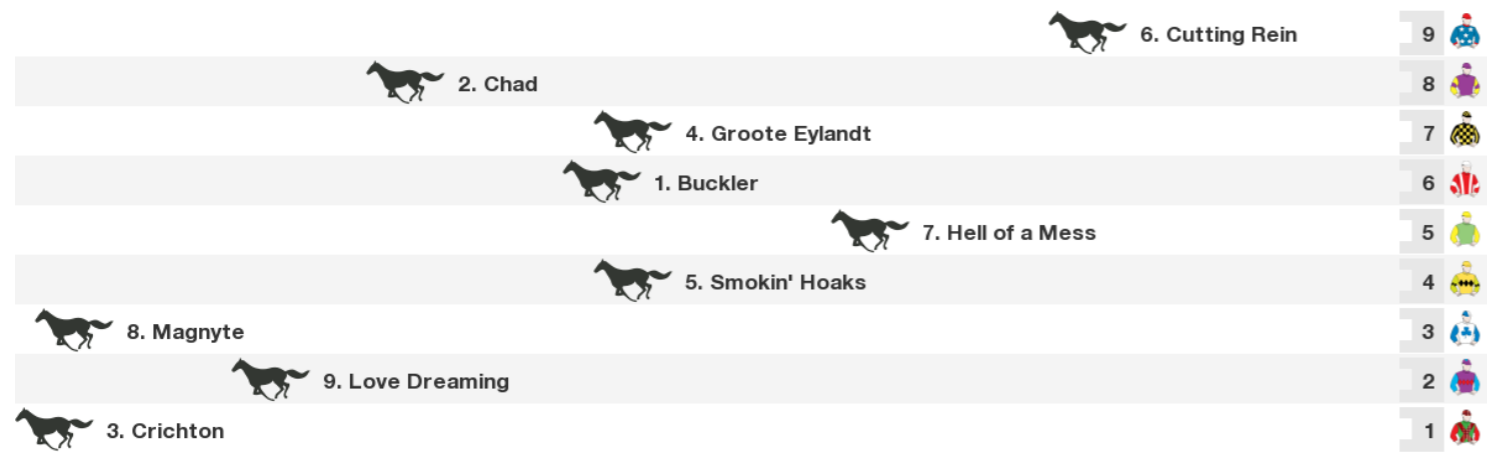 6. Cutting Rein 9
2. Chad 8
4. Groote Eylandt 7
1. Buckler 6
7. Hell of a Mess 5
5. Smokin' Hoaks 4
8. Magnyte 3
9. Love Dreaming 2
3. Crichton 1